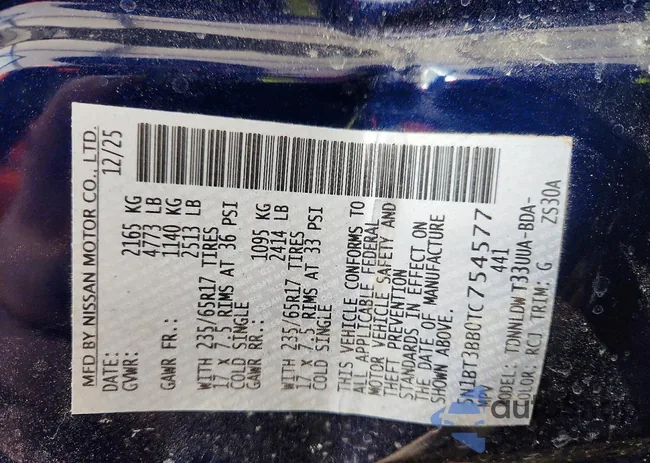 MFD BY NISSAN MOTOR CO., LTD.
DATE: 12/25
GVWR: 2165 KG
4773 LB
GAWR FR.: 1140 KG
2513 LB
WITH 235/65R17 TIRES
17 X 7.5 RIMS AT 36 PSI
COLD SINGLE
GAWR RR.: 1095 KG
2414 LB
WITH 235/65R17 TIRES
17 X 7.5 RIMS AT 33 PSI
COLD SINGLE
THIS VEHICLE CONFORMS TO
ALL APPLICABLE FEDERAL
MOTOR VEHICLE SAFETY AND
THEFT PREVENTION
STANDARDS IN EFFECT ON
THE DATE OF MANUFACTURE
SHOWN ABOVE.
5N1BT3BB0TC754577
MPV 441
MODEL: TDNNLDWT33UUA-BDA-
COLOR: RCJ TRIM: G ZS30A